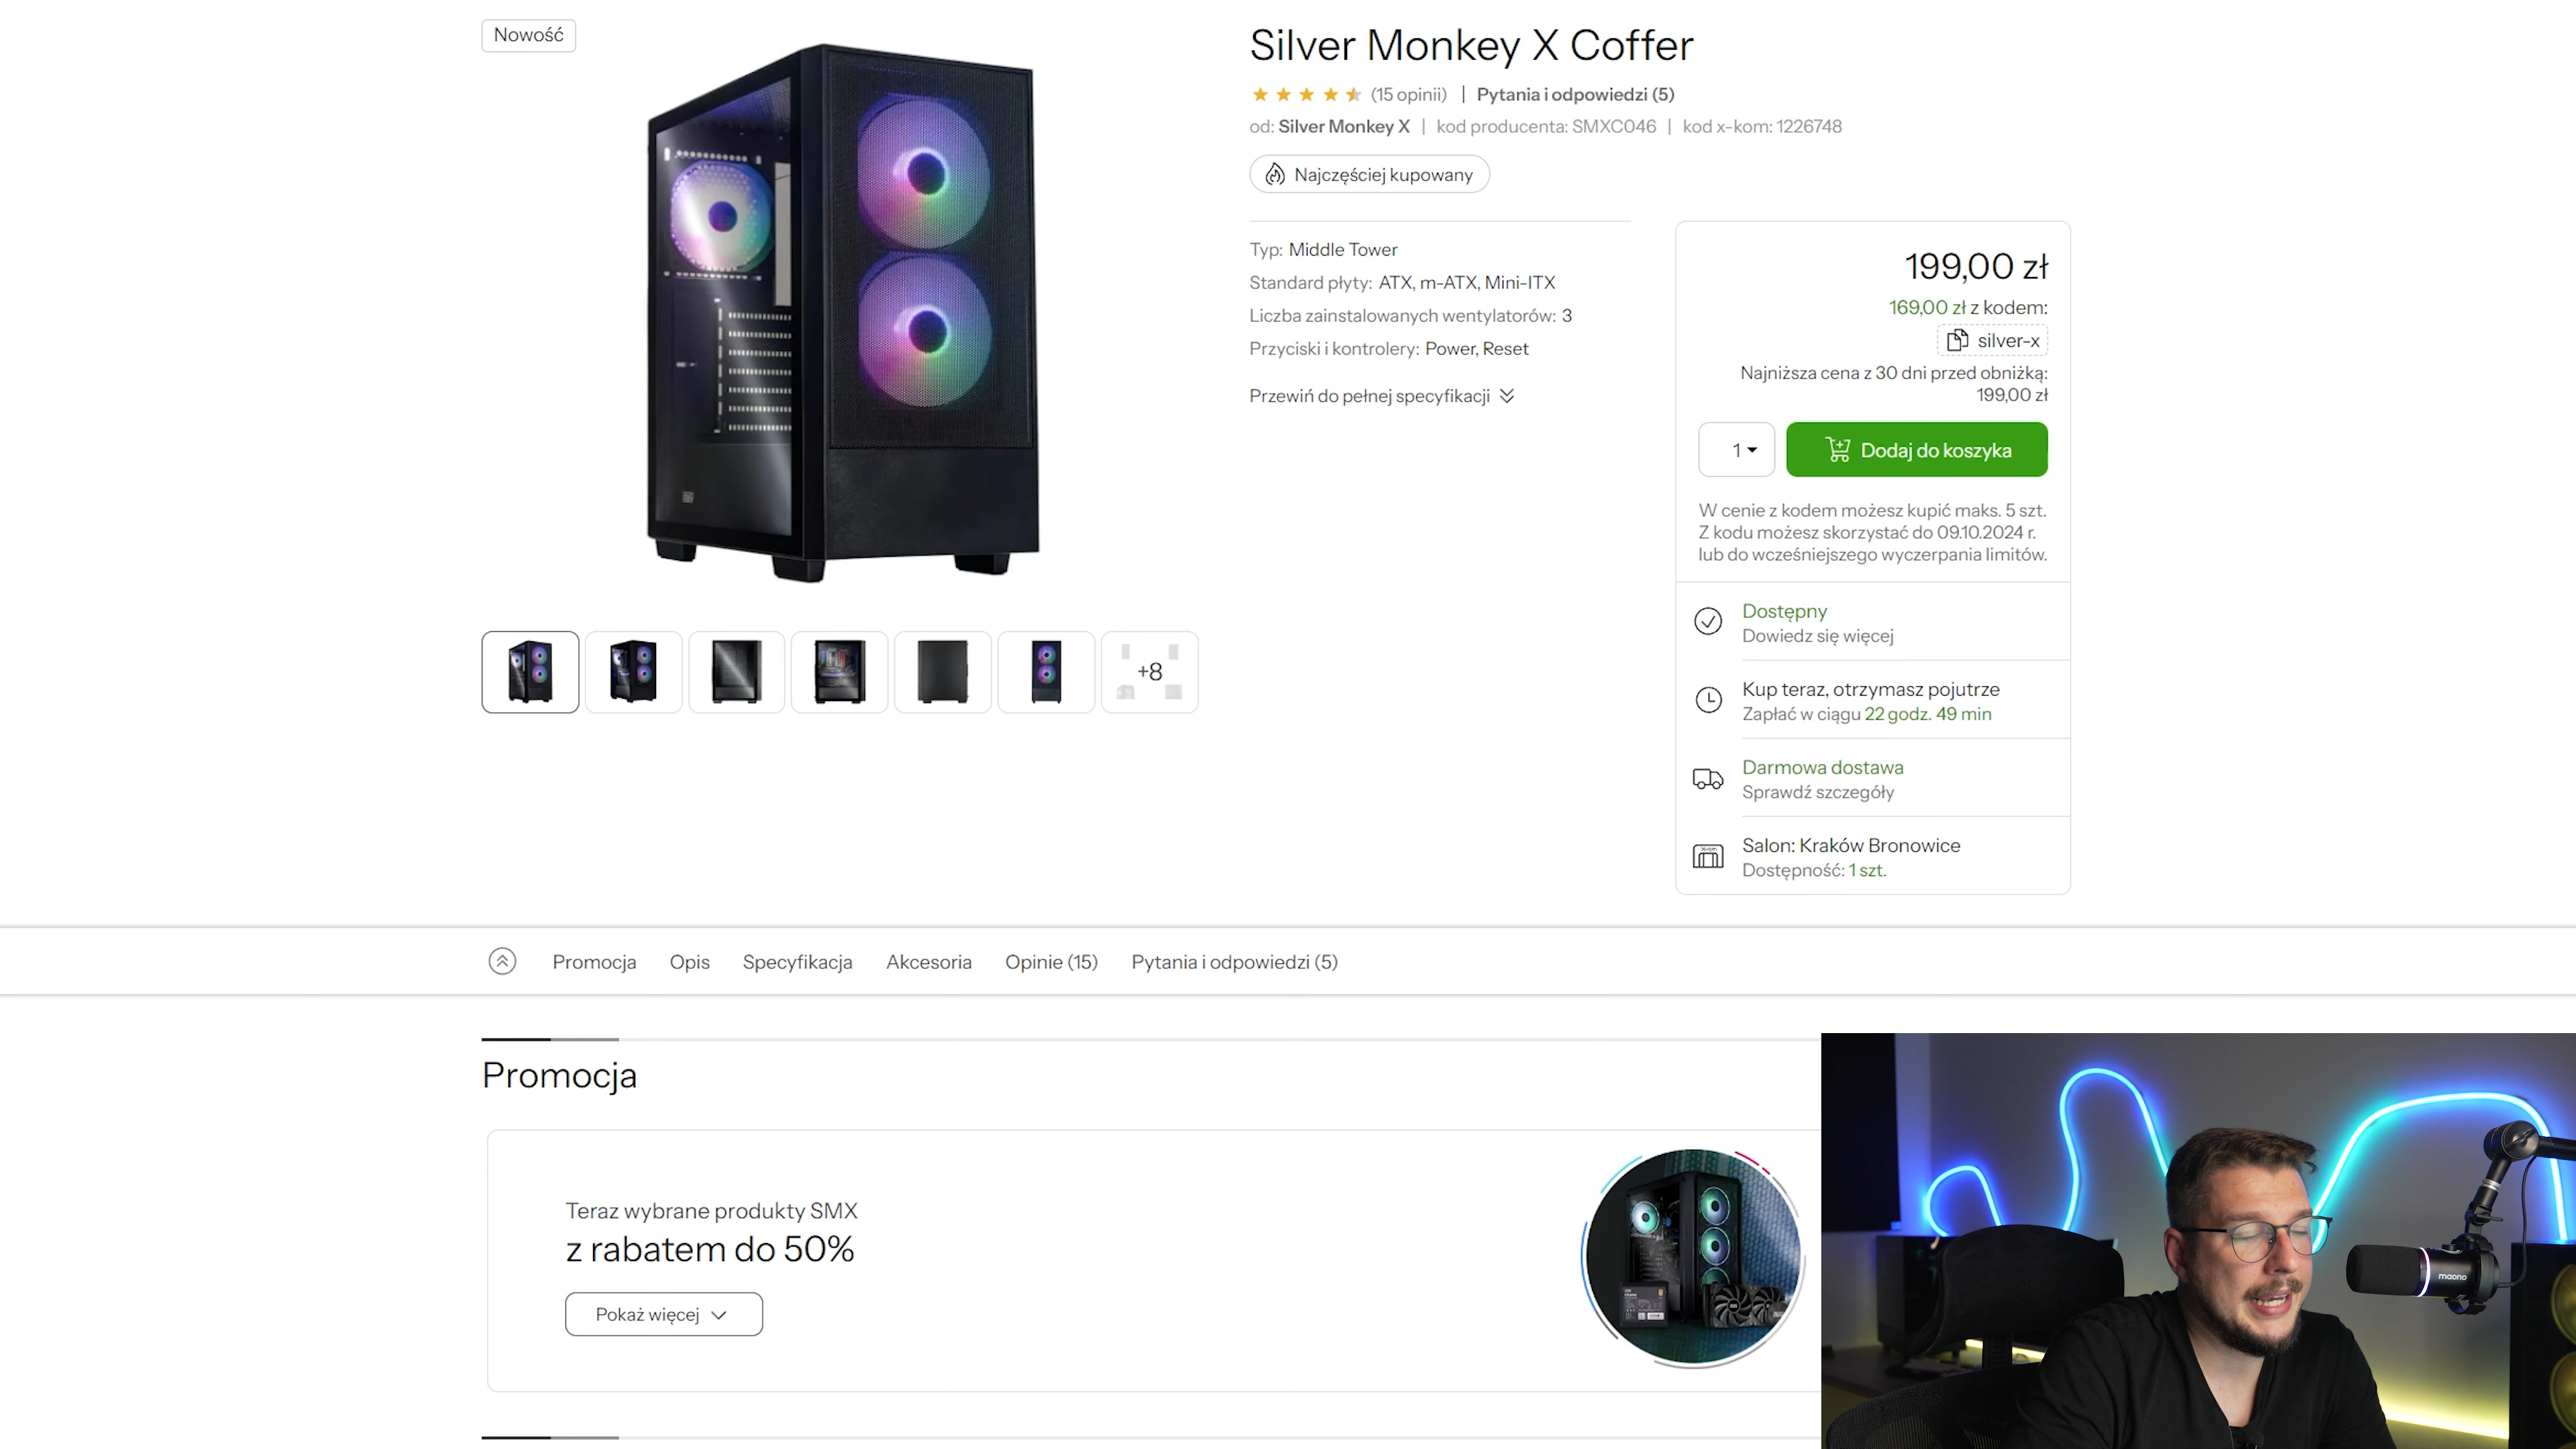 Nowość
Silver Monkey X Coffer
(15 opinii) | Pytania i odpowiedzi (5)
od: Silver Monkey X | kod producenta: SMXC046 | kod x-kom: 1226748
Najczęściej kupowany
Typ: Middle Tower
Standard płyty: ATX, m-ATX, Mini-ITX
Liczba zainstalowanych wentylatorów: 3
Przyciski i kontrolery: Power, Reset
Przewiń do pełnej specyfikacji
199,00 zł
169,00 zł z kodem:
silver-x
Najniższa cena z 30 dni przed obniżką:
199,00 zł
1
Dodaj do koszyka
W cenie z kodem możesz kupić maks. 5 szt.
Z kodu możesz skorzystać do 09.10.2024 r.
lub do wcześniejszego wyczerpania limitów.
Dostępny
Dowiedz się więcej
Kup teraz, otrzymasz pojutrze
Zapłać w ciągu 22 godz. 49 min
Darmowa dostawa
Sprawdź szczegóły
Salon: Kraków Bronowice
Dostępność: 1 szt.
+8
Promocja
Opis
Specyfikacja
Akcesoria
Opinie (15)
Pytania i odpowiedzi (5)
Promocja
Teraz wybrane produkty SMX
z rabatem do 50%
Pokaż więcej
maono